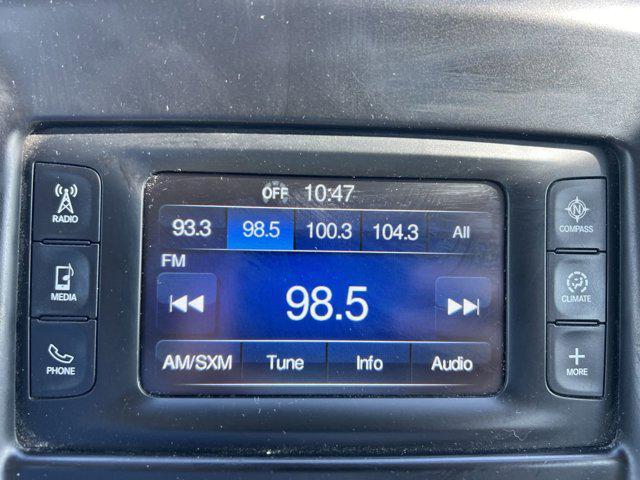 OFF 10:47
RADIO
93.3 98.5 100.3 104.3 All
N
COMPASS
FM
MEDIA
98.5
CLIMATE
PHONE
AM/SXM Tune Info Audio
+
MORE